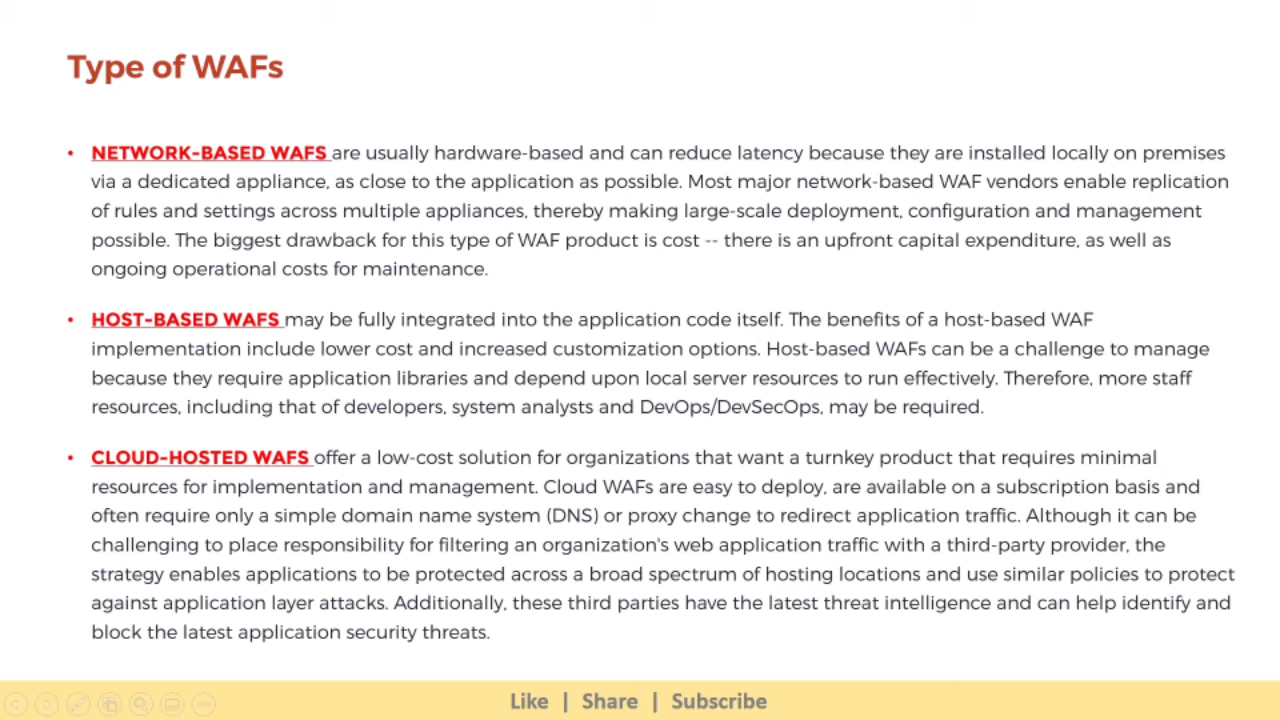 Type of WAFs
• NETWORK-BASED WAFS are usually hardware-based and can reduce latency because they are installed locally on premises
via a dedicated appliance, as close to the application as possible. Most major network-based WAF vendors enable replication
of rules and settings across multiple appliances, thereby making large-scale deployment, configuration and management
possible. The biggest drawback for this type of WAF product is cost -- there is an upfront capital expenditure, as well as
ongoing operational costs for maintenance.
• HOST-BASED WAFS may be fully integrated into the application code itself. The benefits of a host-based WAF
implementation include lower cost and increased customization options. Host-based WAFs can be a challenge to manage
because they require application libraries and depend upon local server resources to run effectively. Therefore, more staff
resources, including that of developers, system analysts and DevOps/DevSecOps, may be required.
• CLOUD-HOSTED WAFS offer a low-cost solution for organizations that want a turnkey product that requires minimal
resources for implementation and management. Cloud WAFs are easy to deploy, are available on a subscription basis and
often require only a simple domain name system (DNS) or proxy change to redirect application traffic. Although it can be
challenging to place responsibility for filtering an organization's web application traffic with a third-party provider, the
strategy enables applications to be protected across a broad spectrum of hosting locations and use similar policies to protect
against application layer attacks. Additionally, these third parties have the latest threat intelligence and can help identify and
block the latest application security threats.
Like | Share | Subscribe